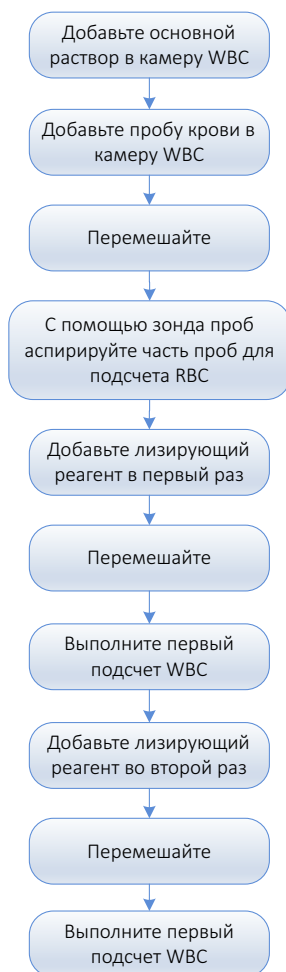 Добавьте основной
раствор в камеру WBC
Добавьте пробу крови в
камеру WBC
Перемешайте
С помощью зонда проб
аспирируйте часть проб для
подсчета RBC
Добавьте лизирующий
реагент в первый раз
Перемешайте
Выполните первый
подсчет WBC
Добавьте лизирующий
реагент во второй раз
Перемешайте
Выполните первый
подсчет WBC